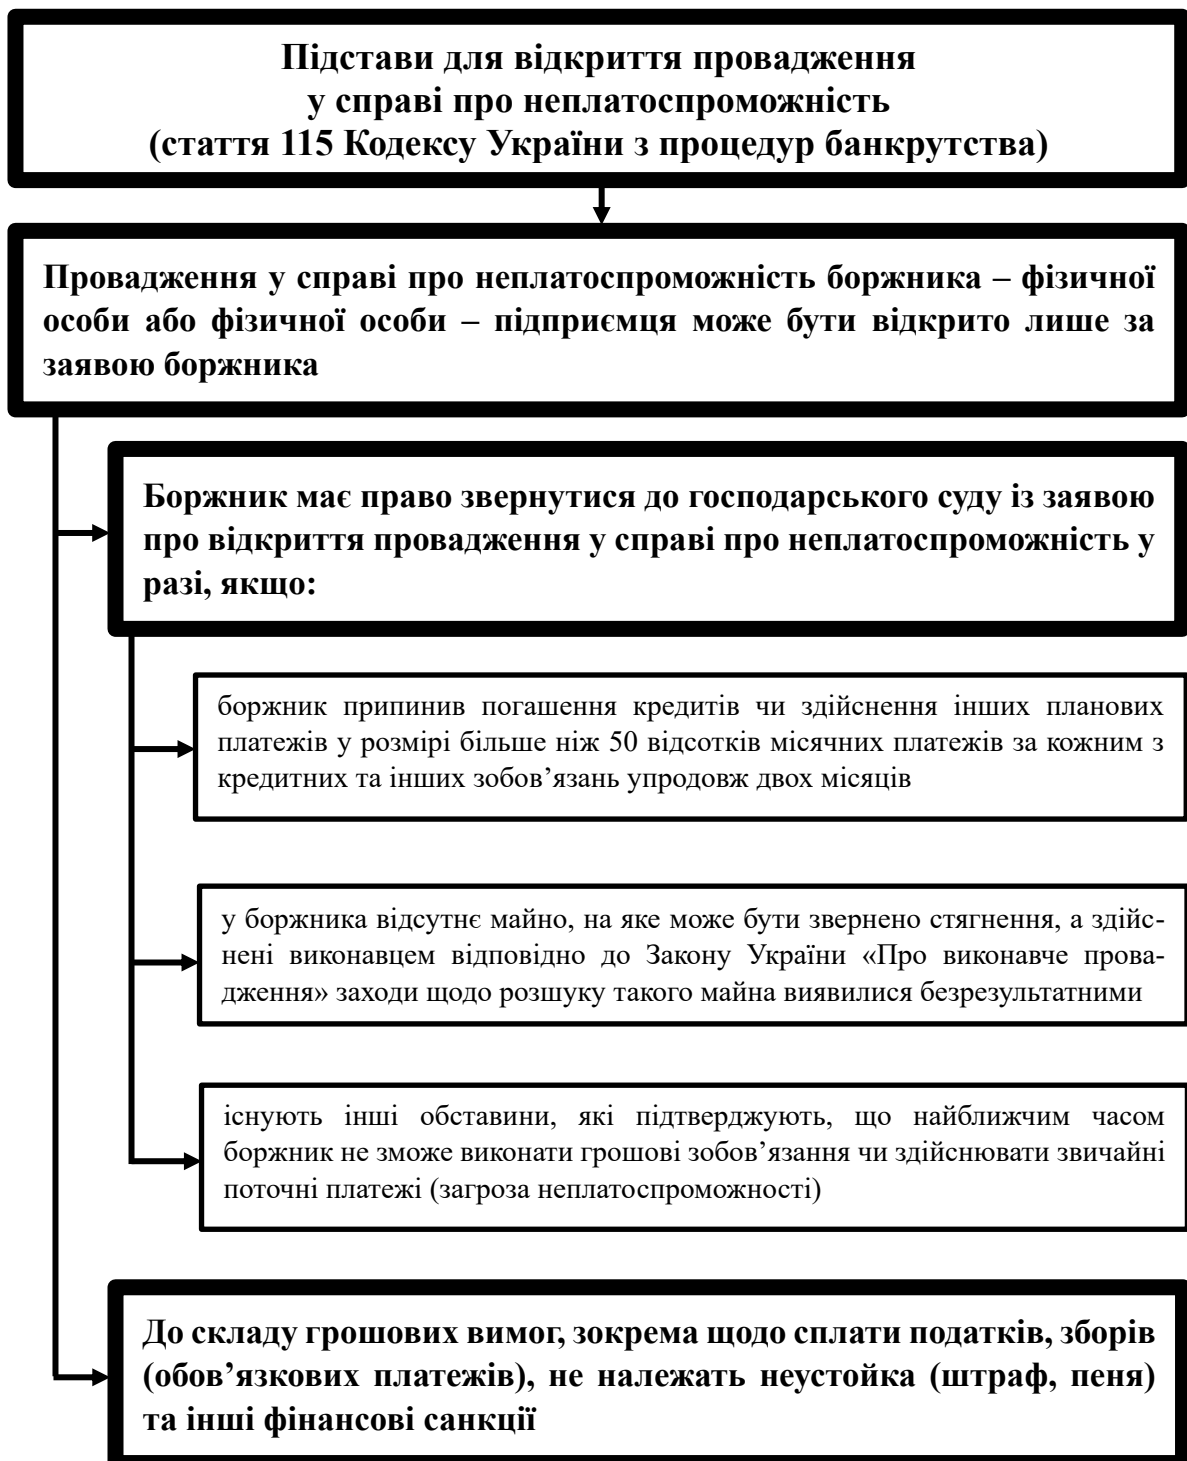 Підстави для відкриття провадження
у справі про неплатоспроможність
(стаття 115 Кодексу України з процедур банкрутства)
Провадження у справі про неплатоспроможність боржника – фізичної
особи або фізичної особи – підприємця може бути відкрито лише за
заявою боржника
Боржник має право звернутися до господарського суду із заявою
про відкриття провадження у справі про неплатоспроможність у
разі, якщо:
боржник припинив погашення кредитів чи здійснення інших планових
платежів у розмірі більше ніж 50 відсотків місячних платежів за кожним з
кредитних та інших зобов’язань упродовж двох місяців
у боржника відсутнє майно, на яке може бути звернено стягнення, а здійс-
нені виконавцем відповідно до Закону України «Про виконавче прова-
дження» заходи щодо розшуку такого майна виявилися безрезультатними
існують інші обставини, які підтверджують, що найближчим часом
боржник не зможе виконати грошові зобов’язання чи здійснювати звичайні
поточні платежі (загроза неплатоспроможності)
До складу грошових вимог, зокрема щодо сплати податків, зборів
(обов’язкових платежів), не належать неустойка (штраф, пеня)
та інші фінансові санкції